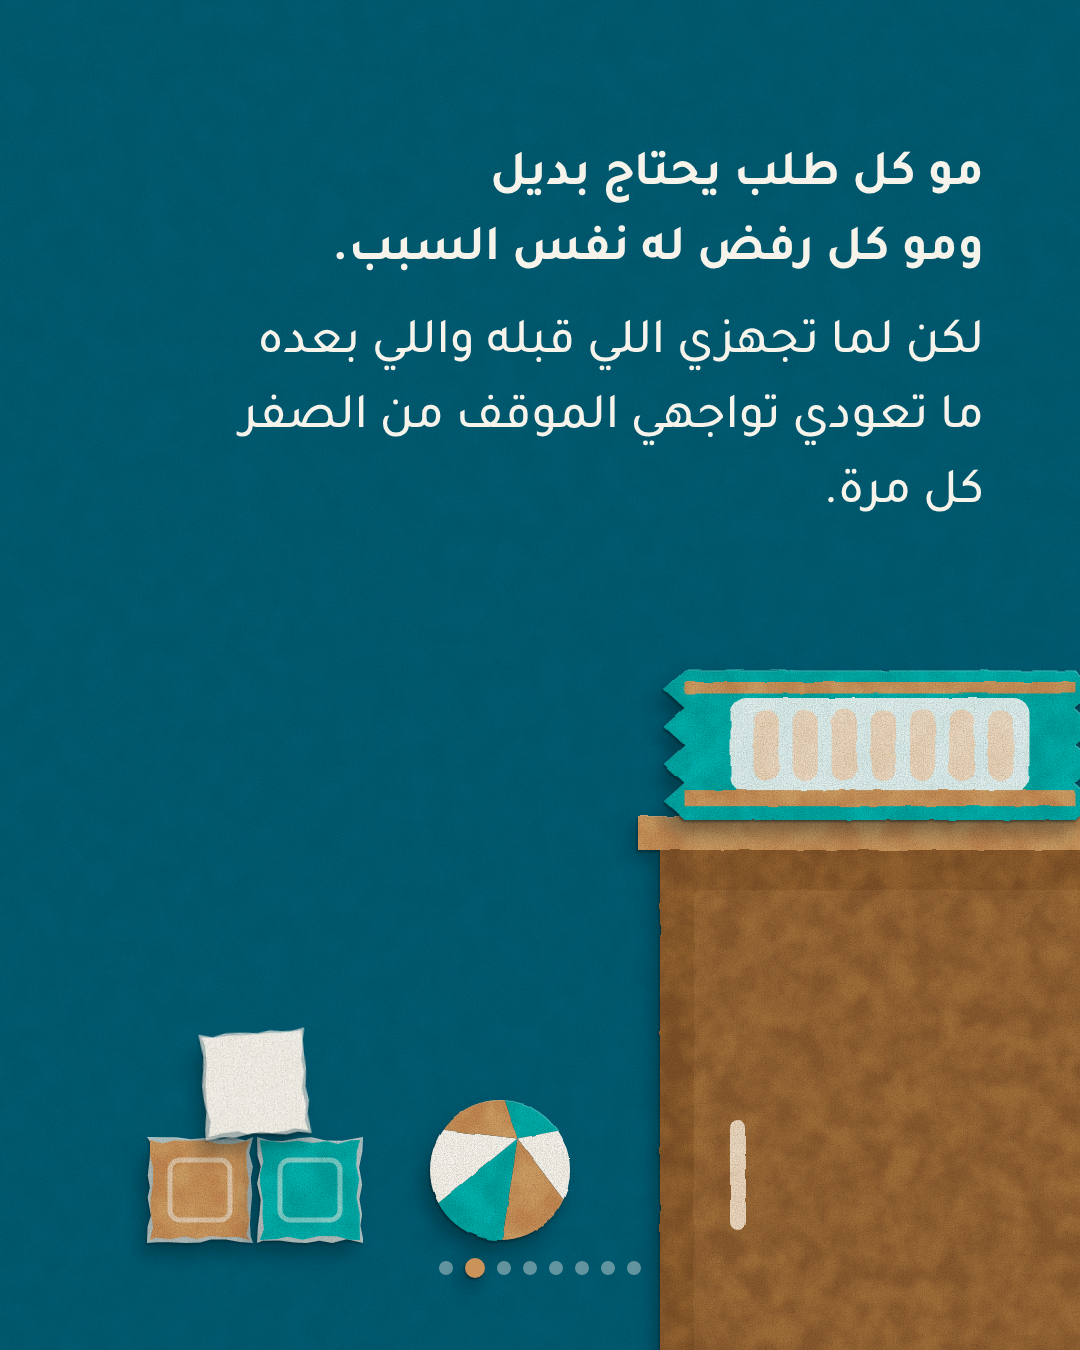 مو كل طلب يحتاج بديل
ومو كل رفض له نفس السبب.
لكن لما تجهزي اللي قبله واللي بعده
ما تعودي تواجهي الموقف من الصفر
كل مرة.